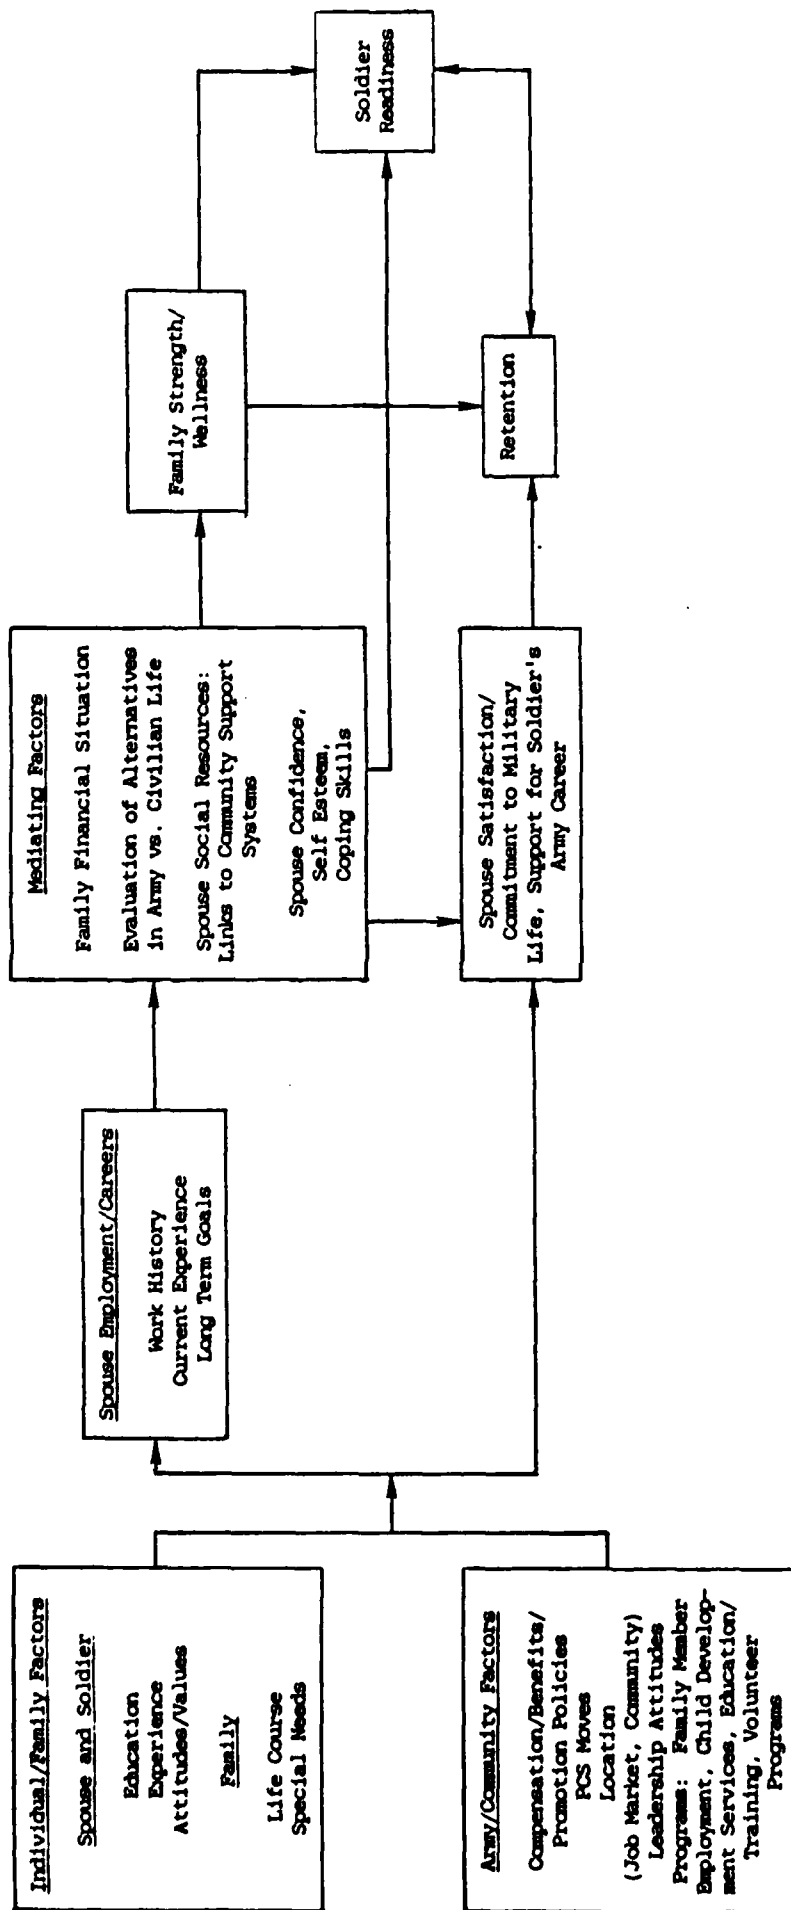 Individual/Family Factors
Spouse and Soldier
Education
Experience
Attitudes/Values
Family
Life Course
Special Needs
Army/Community Factors
Compensation/Benefits/
Promotion Policies
PCS Moves
Location
(Job Market, Community)
Leadership Attitudes
Programs: Family Member
Employment, Child Develop-
ment Services, Education/
Training, Volunteer
Programs
Spouse Employment/Careers
Work History
Current Experience
Long Term Goals
Mediating Factors
Family Financial Situation
Evaluation of Alternatives
in Army vs. Civilian Life
Spouse Social Resources:
Links to Community Support
Systems
Spouse Confidence,
Self Esteem,
Coping Skills
Spouse Satisfaction/
Commitment to Military
Life, Support for Soldier's
Army Career
Family Strength/
Wellness
Retention
Soldier
Readiness